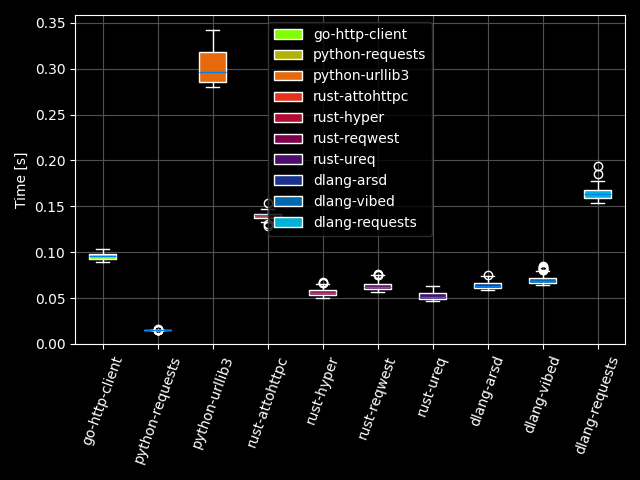 0.35
0.30
0.25
0.20
0.15
0.10
0.05
0.00
Time [s]
go-http-client
python-requests
python-urllib3
rust-attohttpc
rust-hyper
rust-reqwest
rust-ureq
dlang-arsd
dlang-vibed
dlang-requests
go-http-client
python-requests
python-urllib3
rust-attohttpc
rust-hyper
rust-reqwest
rust-ureq
dlang-arsd
dlang-vibed
dlang-requests